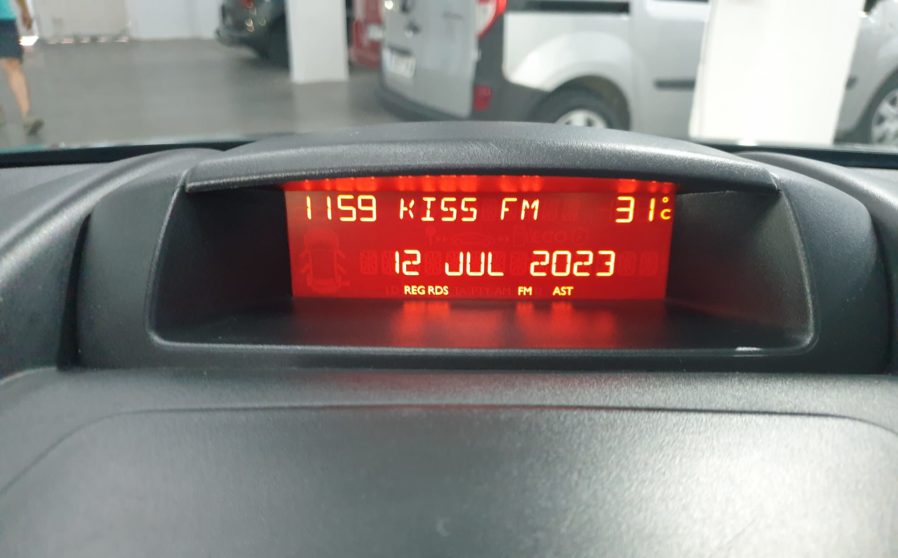 1159 KISS FM 31°C
12 JUL 2023
REG RDS FM AST